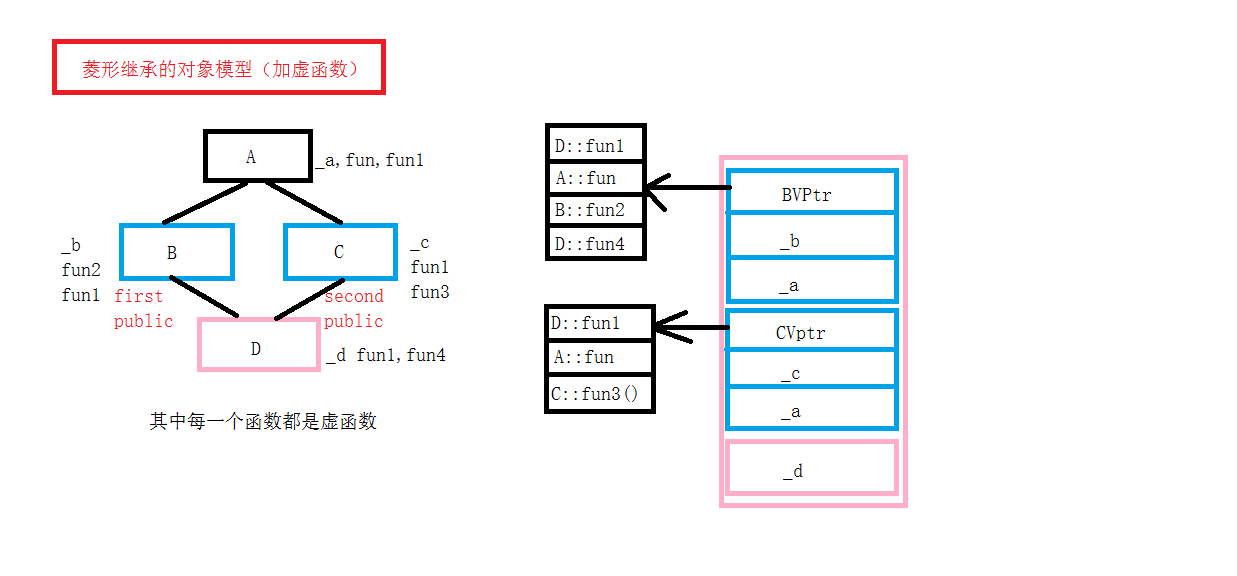 菱形继承的对象模型（加虚函数）
A
_a,fun,fun1
B
C
_b
fun2
fun1
_c
fun1
fun3
first
public
second
public
D
_d fun1,fun4
其中每一个函数都是虚函数
D::fun1
A::fun
B::fun2
D::fun4
D::fun1
A::fun
C::fun3()
BVPtr
_b
_a
CVptr
_c
_a
_d